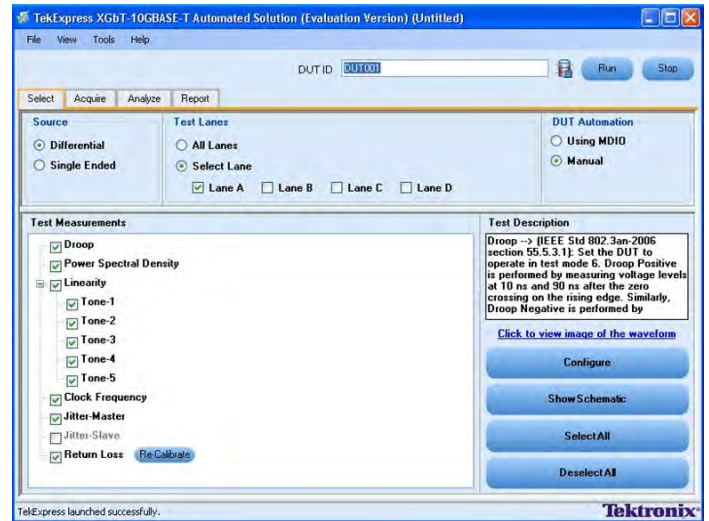 TekExpress XGbT-10GBASE-T Automated Solution (Evaluation Version) (Untitled)
File View Tools Help
DUT ID DUT001 Run Stop
Select Acquire Analyze Report
Source
Differential
Single Ended
Test Lanes
All Lanes
Select Lane
Lane A Lane B Lane C Lane D
DUT Automation
Using MDIO
Manual
Test Measurements
Droop
Power Spectral Density
Linearity
Tone-1
Tone-2
Tone-3
Tone-4
Tone-5
Clock Frequency
Jitter-Master
Jitter-Slave
Return Loss Re-Calibrate
Test Description
Droop --> (IEEE Std 802.3an-2006
section 55.5.3.1): Set the DUT to
operate in test mode 6. Droop Positive
is performed by measuring voltage levels
at 10 ns and 90 ns after the zero
crossing on the rising edge. Similarly,
Droop Negative is performed by
Click to view image of the waveform
Configure
Show Schematic
Select All
Deselect All
TekExpress launched successfully.
Tektronix